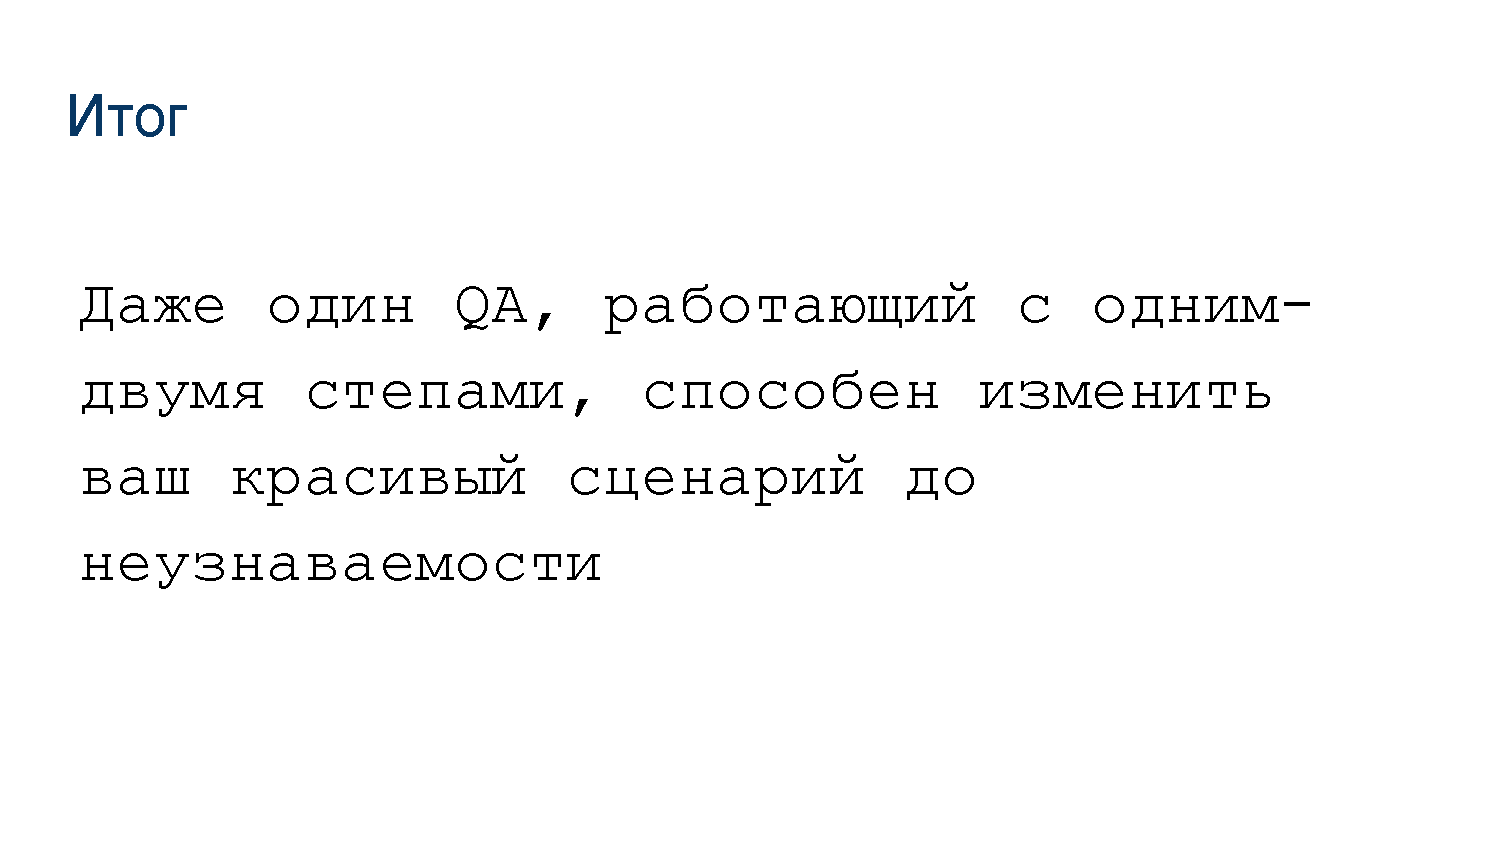 Итог
Даже один QA, работающий с одним-
двумя степами, способен изменить
ваш красивый сценарий до
неузнаваемости